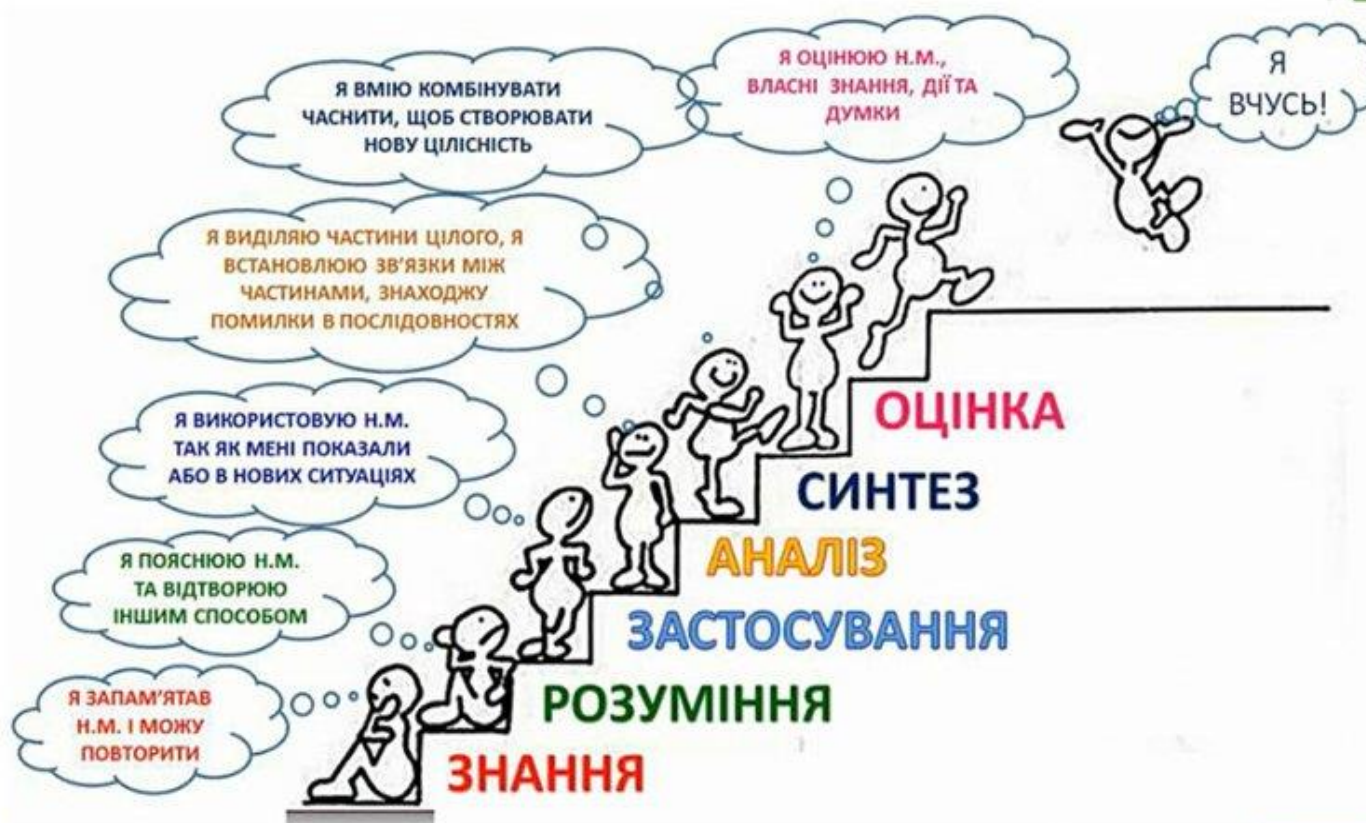 Я ОЦІНЮЮ Н.М.,
ВЛАСНІ ЗНАННЯ, ДІЇ ТА
ДУМКИ
Я
ВЧУСЬ!
Я ВМІЮ КОМБІНУВАТИ
ЧАСНИТИ, ЩОБ СТВОРЮВАТИ
НОВУ ЦІЛІСНІСТЬ
Я ВИДІЛЯЮ ЧАСТИНИ ЦІЛОГО, Я
ВСТАНОВЛЮЮ ЗВ'ЯЗКИ МІЖ
ЧАСТИНАМИ, ЗНАХОДЖУ
ПОМИЛКИ В ПОСЛІДОВНОСТЯХ
Я ВИКОРИСТОВУЮ Н.М.
ТАК ЯК МЕНІ ПОКАЗАЛИ
АБО В НОВИХ СИТУАЦІЯХ
Я ПОЯСНЮЮ Н.М.
ТА ВІДТВОРЮЮ
ІНШИМ СПОСОБОМ
Я ЗАПАМ'ЯТАВ
Н.М. І МОЖУ
ПОВТОРИТИ
ОЦІНКА
СИНТЕЗ
АНАЛІЗ
ЗАСТОСУВАННЯ
РОЗУМІННЯ
ЗНАННЯ